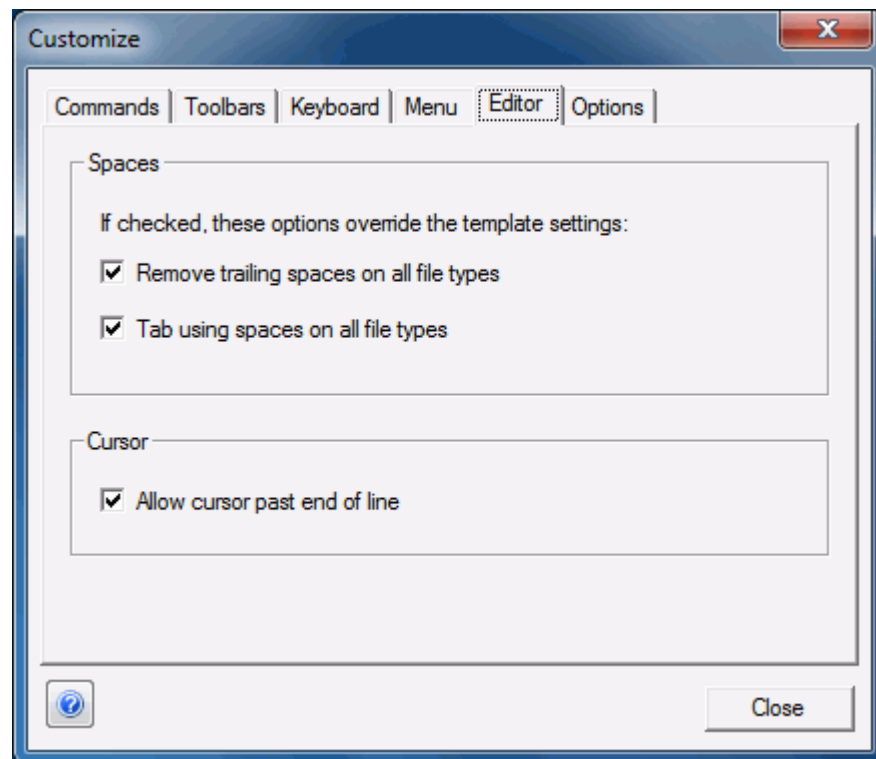 Customize
Commands Toolbars Keyboard Menu Editor Options
Spaces
If checked, these options override the template settings:
Remove trailing spaces on all file types
Tab using spaces on all file types
Cursor
Allow cursor past end of line
Close